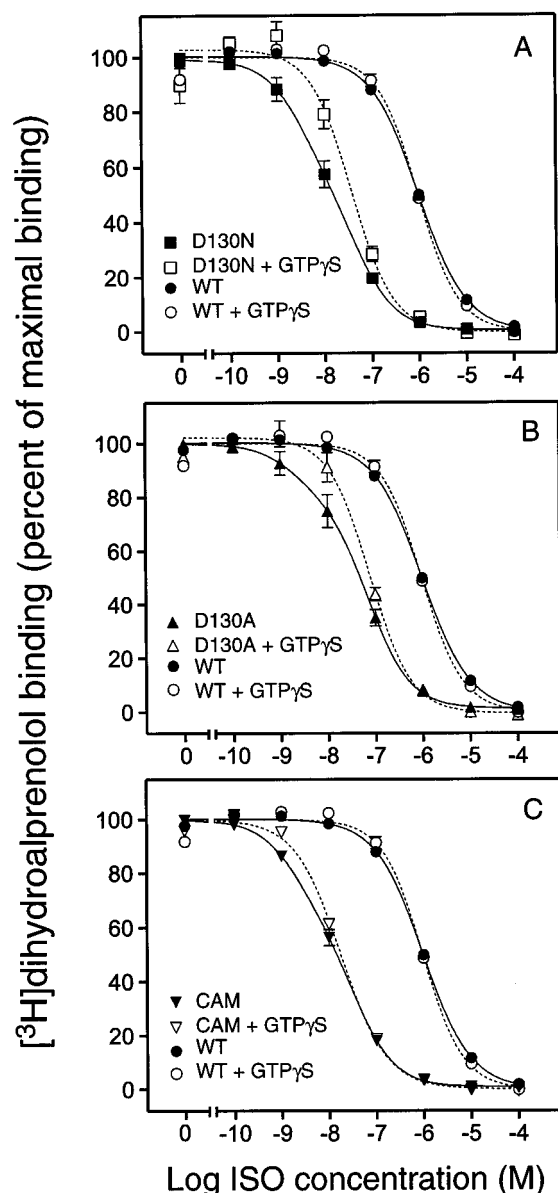 [³H]dihydroalprenolol binding (percent of maximal binding)
A
100
80
60
40
20
0
D130N
D130N + GTPγS
WT
WT + GTPγS
0 -10 -9 -8 -7 -6 -5 -4
B
100
80
60
40
20
0
D130A
D130A + GTPγS
WT
WT + GTPγS
0 -10 -9 -8 -7 -6 -5 -4
C
100
80
60
40
20
0
CAM
CAM + GTPγS
WT
WT + GTPγS
0 -10 -9 -8 -7 -6 -5 -4
Log ISO concentration (M)